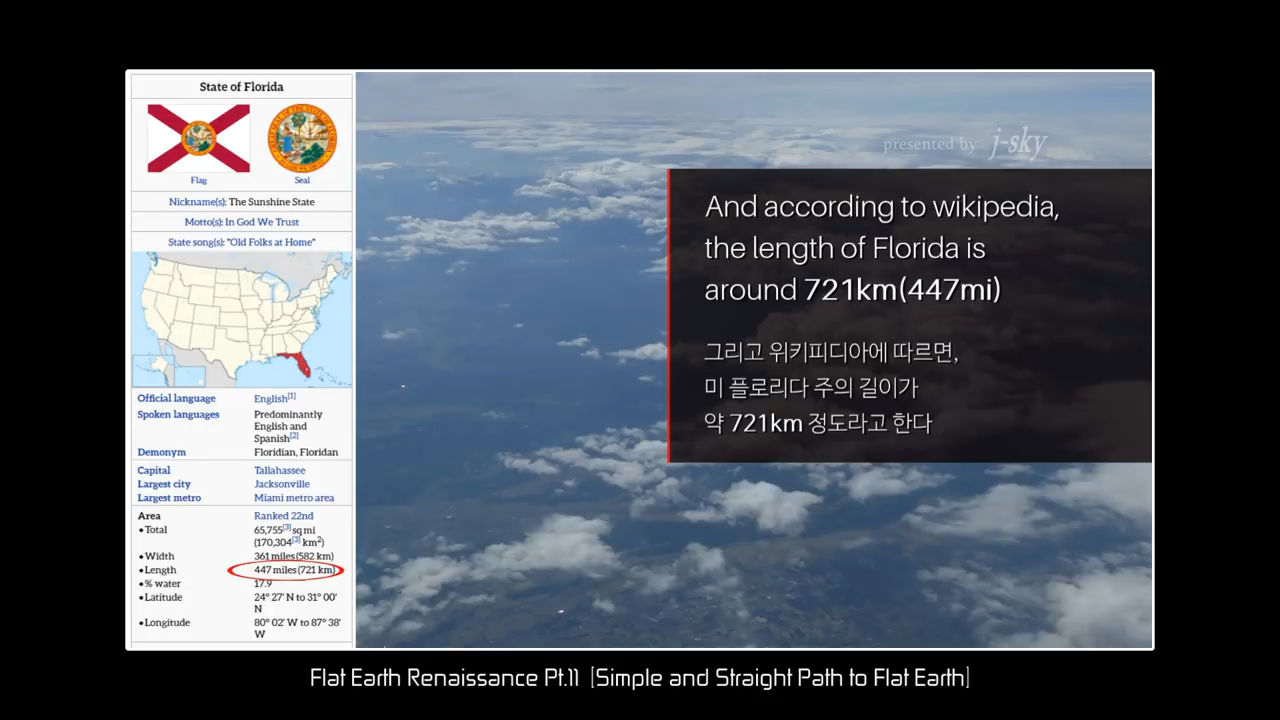 State of Florida
Flag
Seal
Nickname(s): The Sunshine State
Motto(s): In God We Trust
State song(s): "Old Folks at Home"
Official language English[1]
Spoken languages Predominantly
English and
Spanish[2]
Demonym Floridian, Floridan
Capital Tallahassee
Largest city Jacksonville
Largest metro Miami metro area
Area Ranked 22nd
• Total 65,755[3] sq mi
(170,304[3] km2)
• Width 361 miles (582 km)
• Length 447 miles (721 km)
• % water 17.9
• Latitude 24° 27' N to 31° 00'
N
• Longitude 80° 02' W to 87° 38'
W
presented by j-sky
And according to wikipedia,
the length of Florida is
around 721km(447mi)
그리고 위키피디아에 따르면,
미 플로리다 주의 길이가
약 721km 정도라고 한다
Flat Earth Renaissance Pt.11 [Simple and Straight Path to Flat Earth]